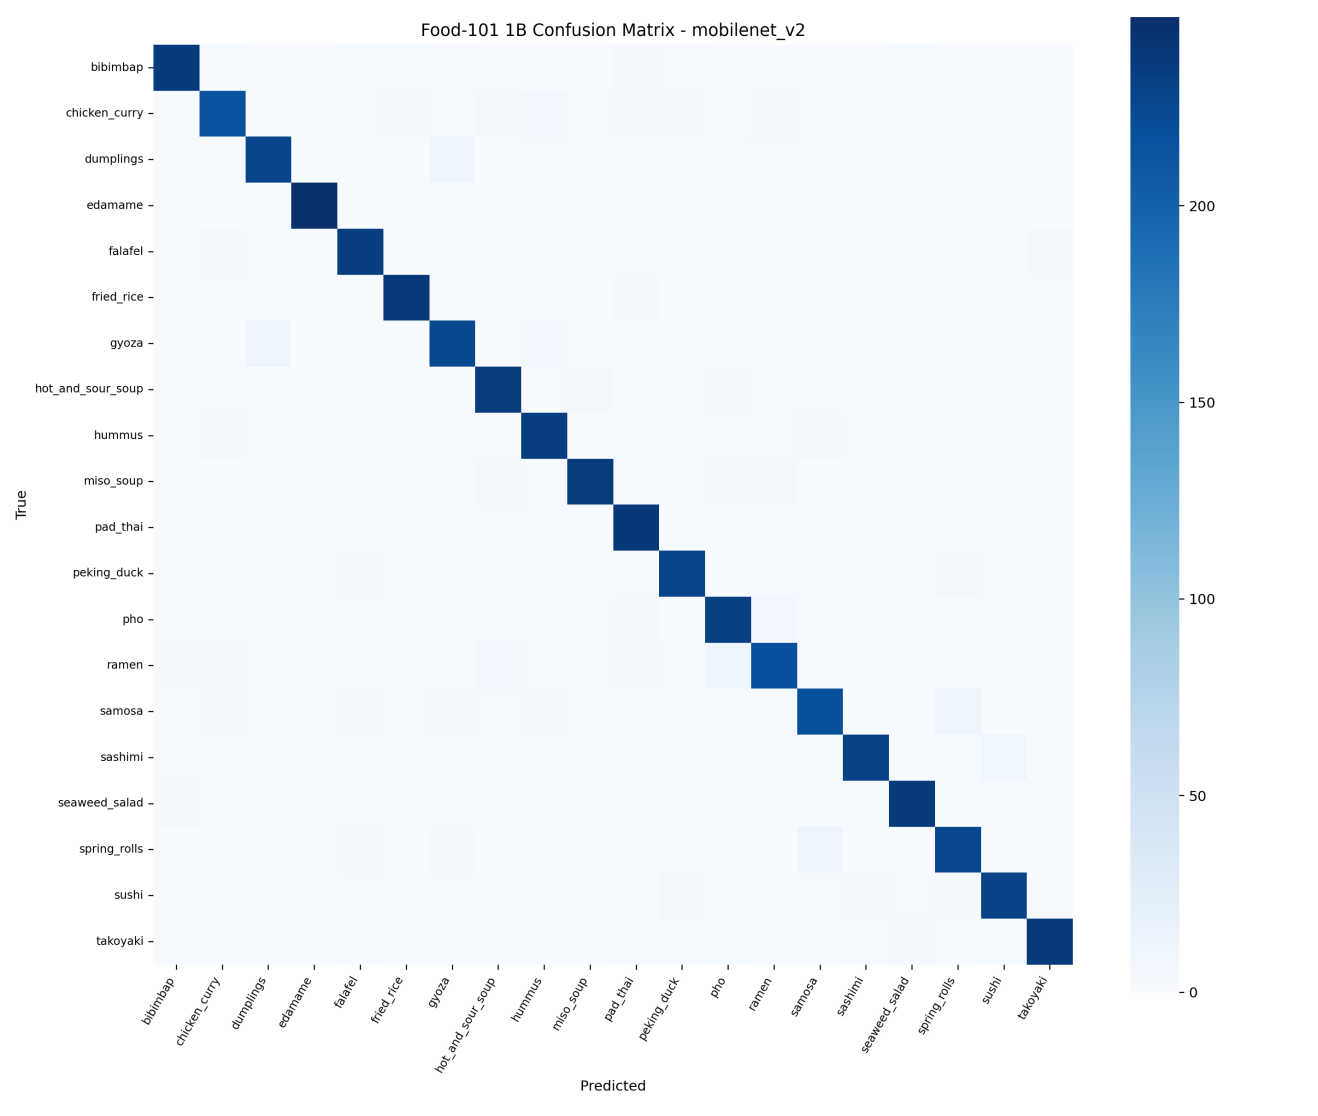 Food-101 1B Confusion Matrix - mobilenet_v2
True
bibimbap
chicken_curry
dumplings
edamame
falafel
fried_rice
gyoza
hot_and_sour_soup
hummus
miso_soup
pad_thai
peking_duck
pho
ramen
samosa
sashimi
seaweed_salad
spring_rolls
sushi
takoyaki
bibimbap
chicken_curry
dumplings
edamame
falafel
fried_rice
gyoza
hot_and_sour_soup
hummus
miso_soup
pad_thai
peking_duck
pho
ramen
samosa
sashimi
seaweed_salad
spring_rolls
sushi
takoyaki
Predicted
200
150
100
50
0